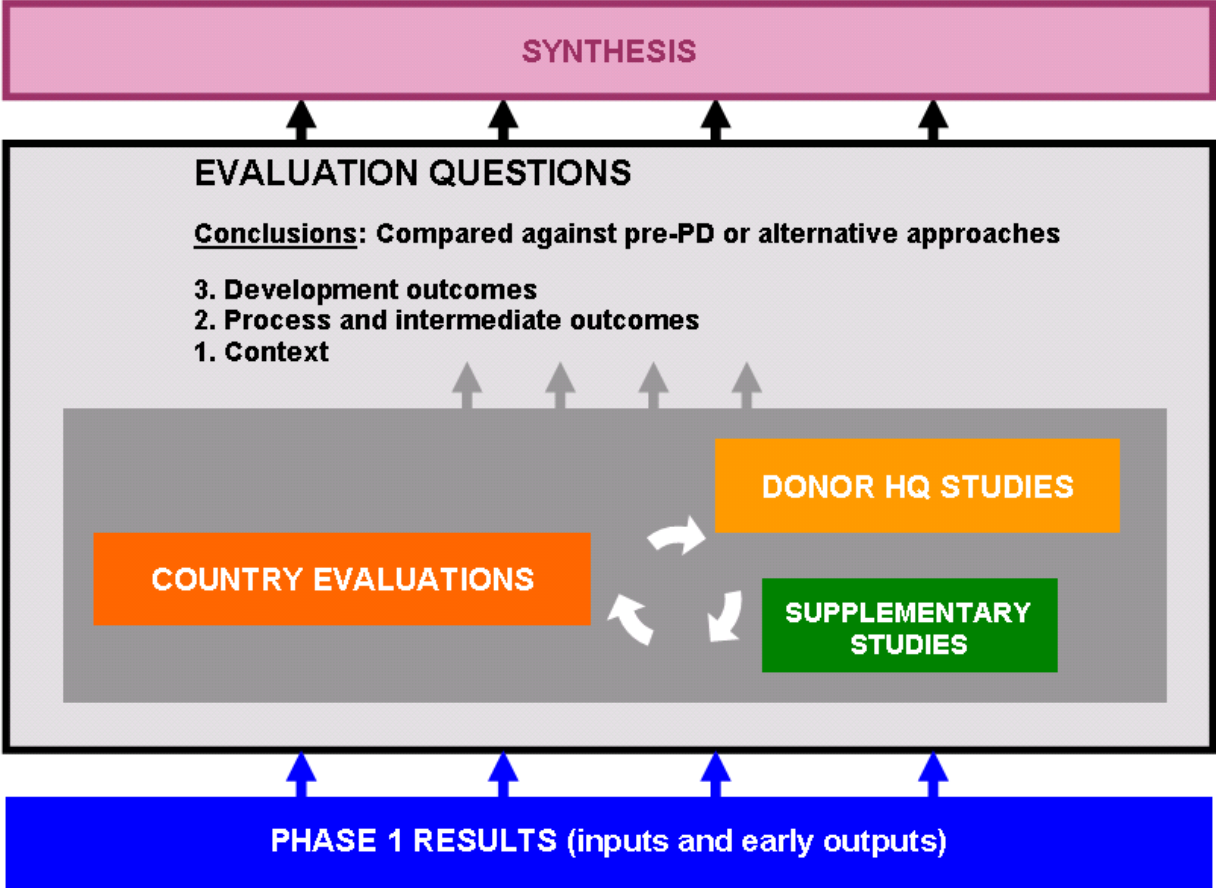 SYNTHESIS
EVALUATION QUESTIONS
Conclusions: Compared against pre-PD or alternative approaches
3. Development outcomes
2. Process and intermediate outcomes
1. Context
DONOR HQ STUDIES
COUNTRY EVALUATIONS
SUPPLEMENTARY
STUDIES
PHASE 1 RESULTS (inputs and early outputs)